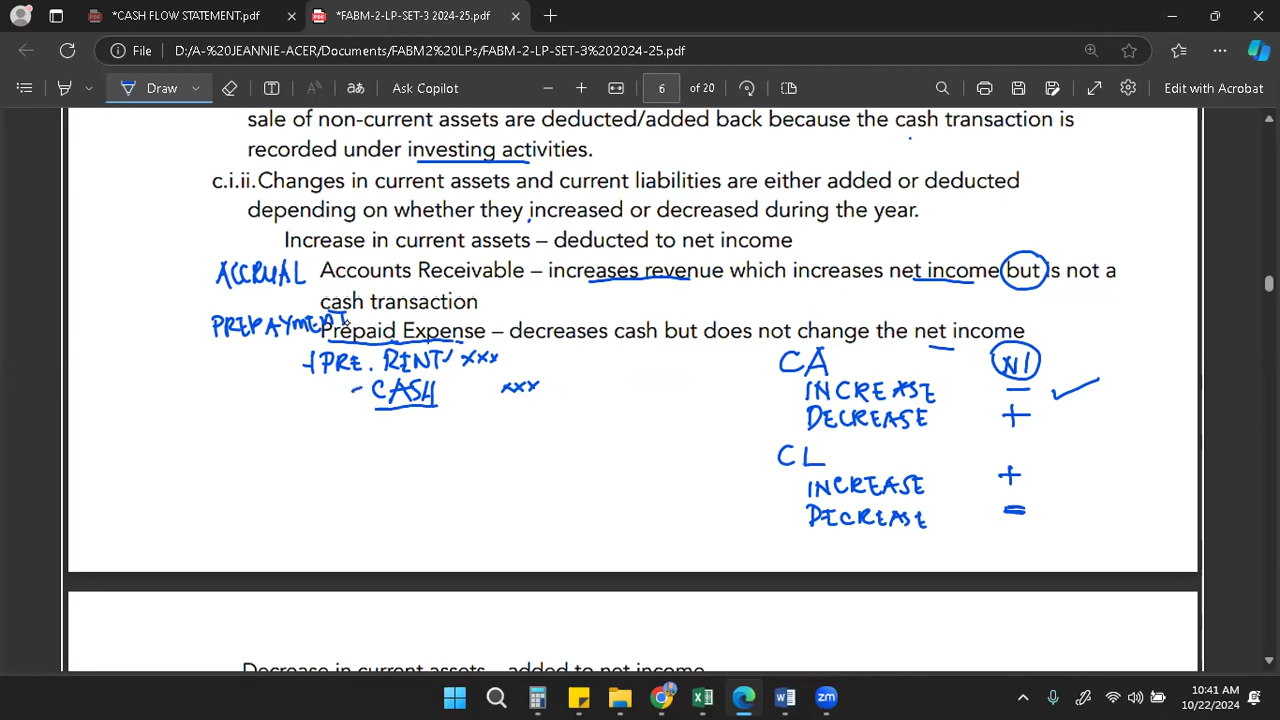 *CASH FLOW STATEMENT.pdf
*FABM-2-LP-SET-3 2024-25.pdf
File D:/A-%20JEANNIE-ACER/Documents/FABM2%20LPs/FABM-2-LP-SET-3%202024-25.pdf
Draw Ask Copilot 6 of 20 Edit with Acrobat
sale of non-current assets are deducted/added back because the cash transaction is
recorded under investing activities.
c.i.ii.Changes in current assets and current liabilities are either added or deducted
depending on whether they increased or decreased during the year.
Increase in current assets – deducted to net income
ACCRUAL Accounts Receivable – increases revenue which increases net income but is not a
cash transaction
PREPAYMENT Prepaid Expense – decreases cash but does not change the net income
+ PRE. RENT xxx
- CASH xxx
CA NI
INCREASE –
DECREASE +
CL
INCREASE +
DECREASE =
Decrease in current assets – added to net income
10:41 AM
10/22/2024